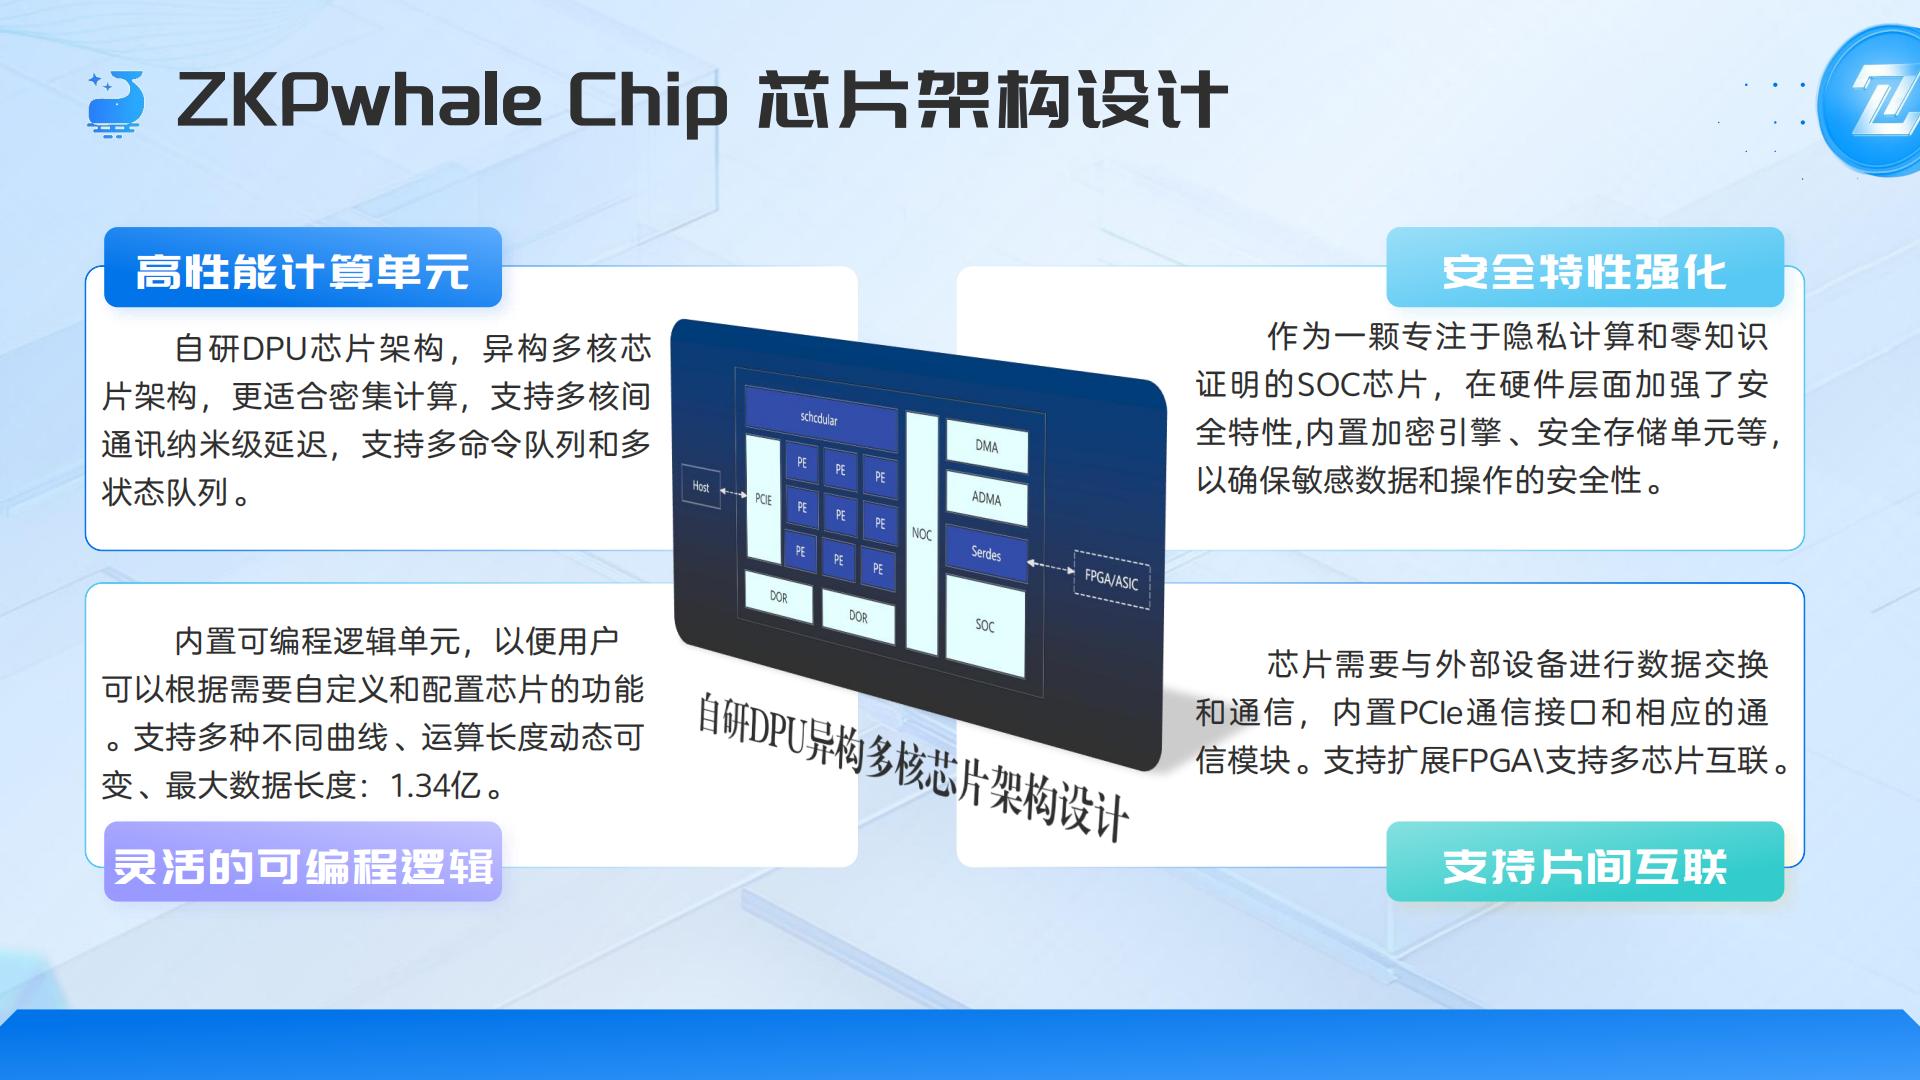 ZKPwhale Chip 芯片架构设计
高性能计算单元
自研DPU芯片架构，异构多核芯
片架构，更适合密集计算，支持多核间
通讯纳米级延迟，支持多命令队列和多
状态队列。
安全特性强化
作为一颗专注于隐私计算和零知识
证明的SOC芯片，在硬件层面加强了安
全特性,内置加密引擎、安全存储单元等，
以确保敏感数据和操作的安全性。
schcdular
Host
PCIE
PE PE PE
PE PE PE
PE PE PE
DOR
DOR
NOC
DMA
ADMA
Serdes
SOC
FPGA/ASIC
自研DPU异构多核芯片架构设计
内置可编程逻辑单元，以便用户
可以根据需要自定义和配置芯片的功能
。支持多种不同曲线、运算长度动态可
变、最大数据长度：1.34亿。
灵活的可编程逻辑
芯片需要与外部设备进行数据交换
和通信，内置PCIe通信接口和相应的通
信模块。支持扩展FPGA\支持多芯片互联。
支持片间互联